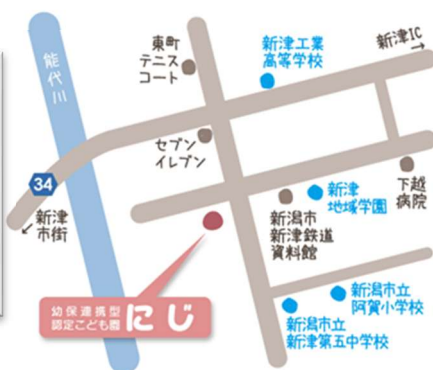 能代川
東町
テニス
コート
新津工業
高等学校
新津IC
→
セブン
イレブン
34
↙新津
市街
新潟市
新津鉄道
資料館
新津
地域学園
下越
病院
幼保連携型
認定こども園
にじ
新潟市立
阿賀小学校
新潟市立
新津第五中学校